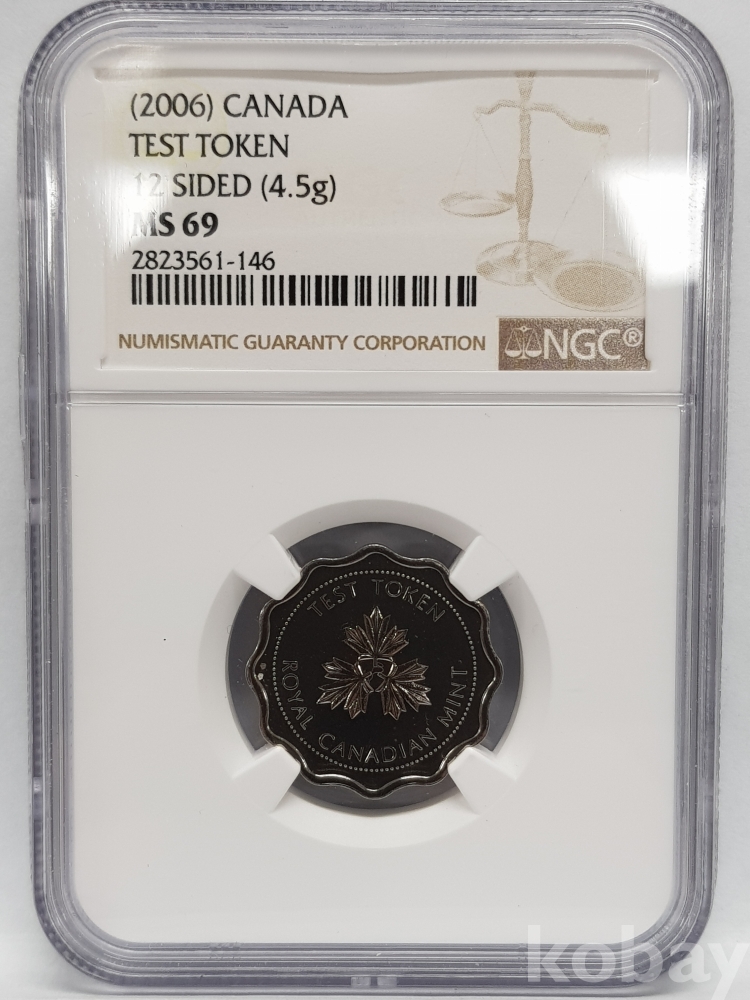 (2006) CANADA
TEST TOKEN
12 SIDED (4.5g)
MS 69
2823561-146
NUMISMATIC GUARANTY CORPORATION
NGC®
TEST TOKEN
ROYAL CANADIAN MINT
kobay